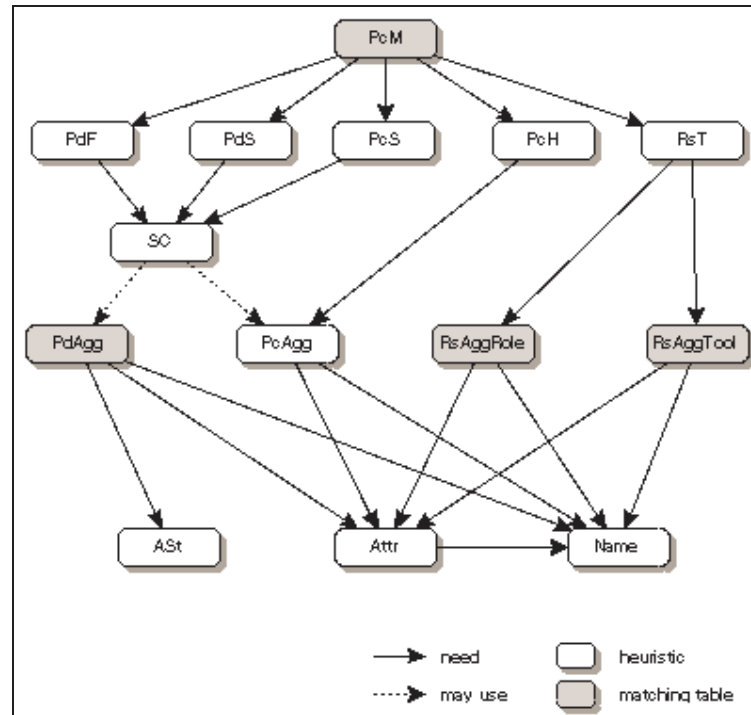 PcM
PdF PdS PcS PcH RsT
SC
PdAgg PcAgg RsAggRole RsAggTool
ASt Attr Name
need heuristic
may use matching table